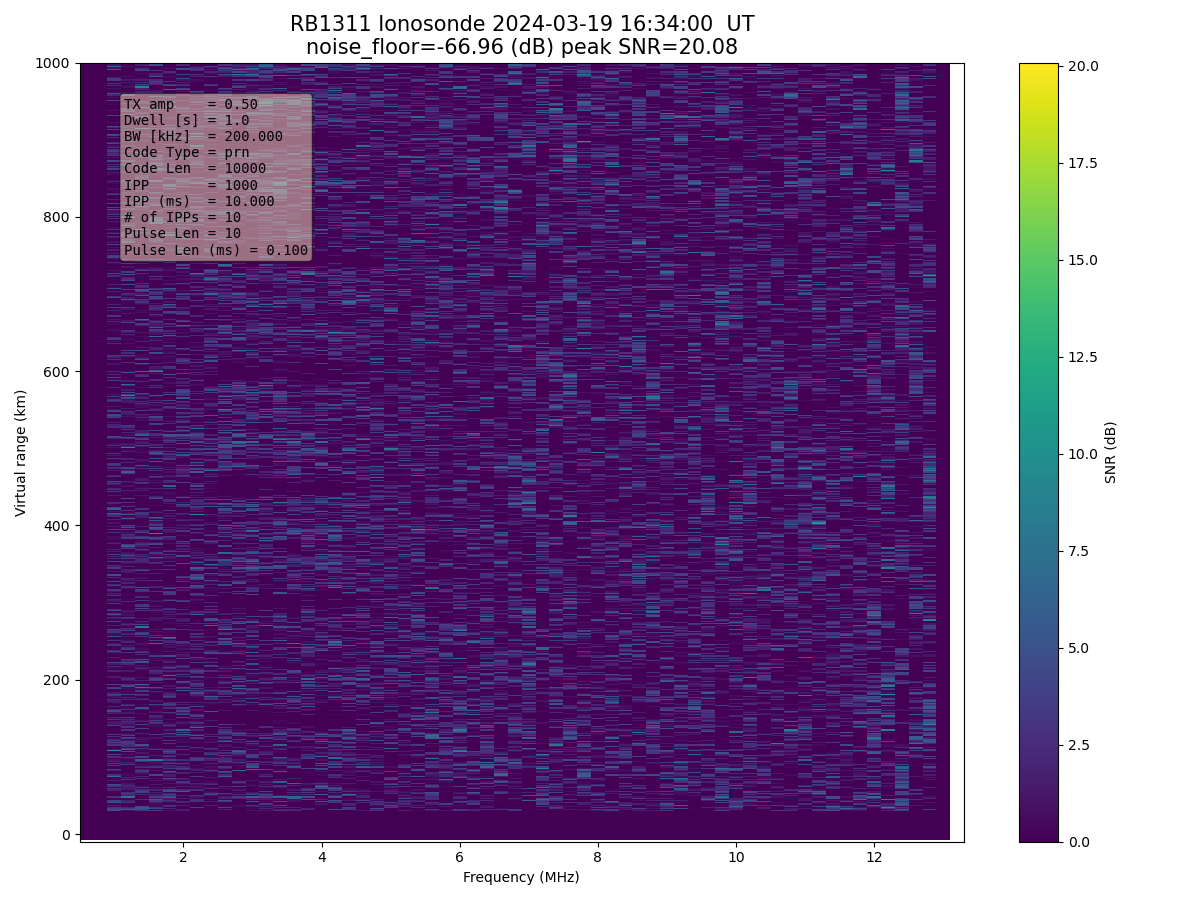 RB1311 Ionosonde 2024-03-19 16:34:00  UT
noise_floor=-66.96 (dB) peak SNR=20.08
TX amp    = 0.50
Dwell [s] = 1.0
BW [kHz]  = 200.000
Code Type = prn
Code Len  = 10000
IPP       = 1000
IPP (ms)  = 10.000
# of IPPs = 10
Pulse Len = 10
Pulse Len (ms) = 0.100
Virtual range (km)
1000
800
600
400
200
0
2 4 6 8 10 12
Frequency (MHz)
20.0
17.5
15.0
12.5
10.0
7.5
5.0
2.5
0.0
SNR (dB)